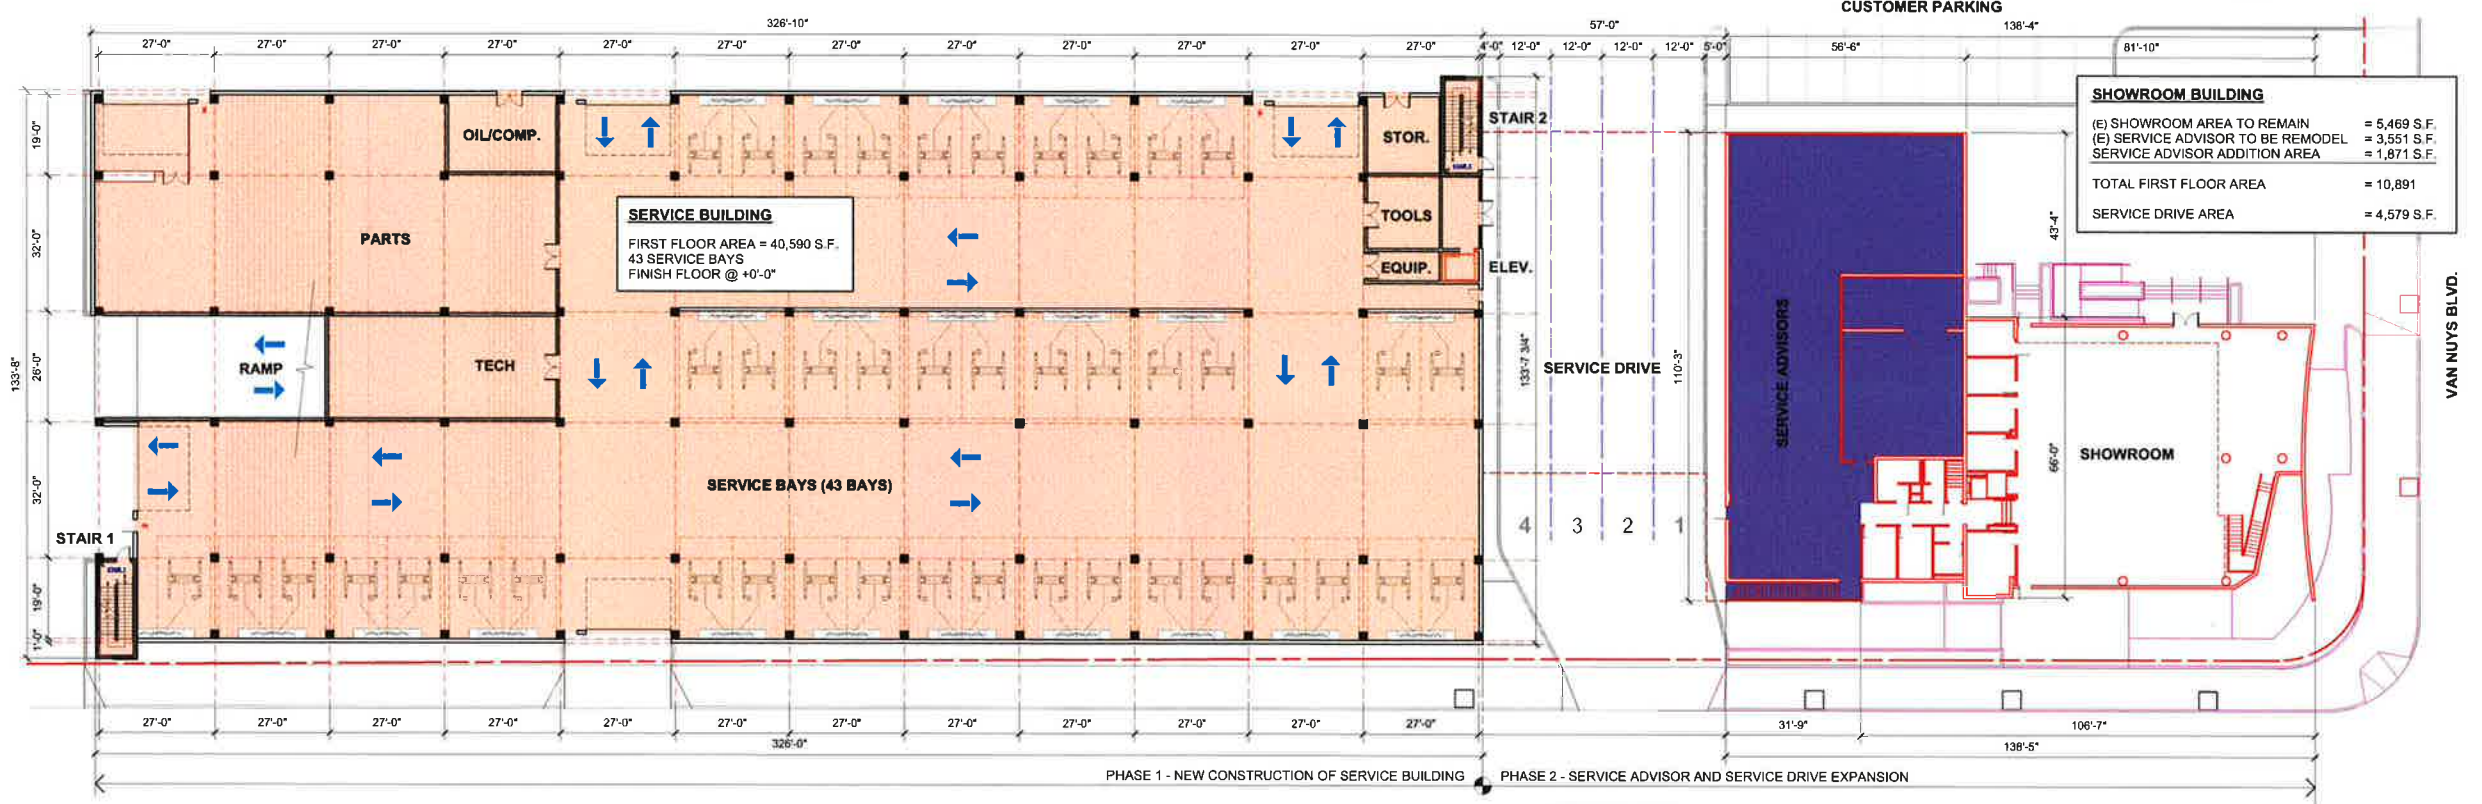 CUSTOMER PARKING
326'-10"
57'-0"
138'-4"
27'-0" 27'-0" 27'-0" 27'-0" 27'-0" 27'-0" 27'-0" 27'-0" 27'-0" 27'-0" 27'-0" 27'-0" 4'-0" 12'-0" 12'-0" 12'-0" 12'-0" 5'-0" 56'-6" 81'-10"
SHOWROOM BUILDING
(E) SHOWROOM AREA TO REMAIN = 5,469 S.F.
(E) SERVICE ADVISOR TO BE REMODEL = 3,551 S.F.
SERVICE ADVISOR ADDITION AREA = 1,871 S.F.
TOTAL FIRST FLOOR AREA = 10,891
SERVICE DRIVE AREA = 4,579 S.F.
19'-0"
OIL/COMP.
STOR.
STAIR 2
SERVICE BUILDING
FIRST FLOOR AREA = 40,590 S.F.
43 SERVICE BAYS
FINISH FLOOR @ +0'-0"
TOOLS
32'-0"
PARTS
43'-4"
EQUIP.
ELEV.
133'-8"
26'-0"
RAMP
TECH
133'-7 3/4"
SERVICE DRIVE
110'-3"
SERVICE ADVISORS
VAN NUYS BLVD.
32'-0"
SERVICE BAYS (43 BAYS)
66'-0"
SHOWROOM
4 3 2 1
STAIR 1
19'-0"
1'-0"
27'-0" 27'-0" 27'-0" 27'-0" 27'-0" 27'-0" 27'-0" 27'-0" 27'-0" 27'-0" 27'-0" 27'-0" 31'-9" 106'-7"
326'-0"
138'-5"
PHASE 1 - NEW CONSTRUCTION OF SERVICE BUILDING
PHASE 2 - SERVICE ADVISOR AND SERVICE DRIVE EXPANSION